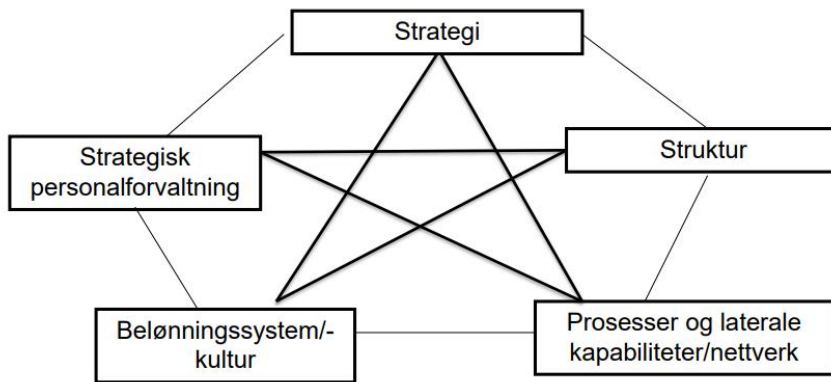 Strategi
Strategisk
personalforvaltning
Struktur
Belønningssystem/-
kultur
Prosesser og laterale
kapabiliteter/nettverk